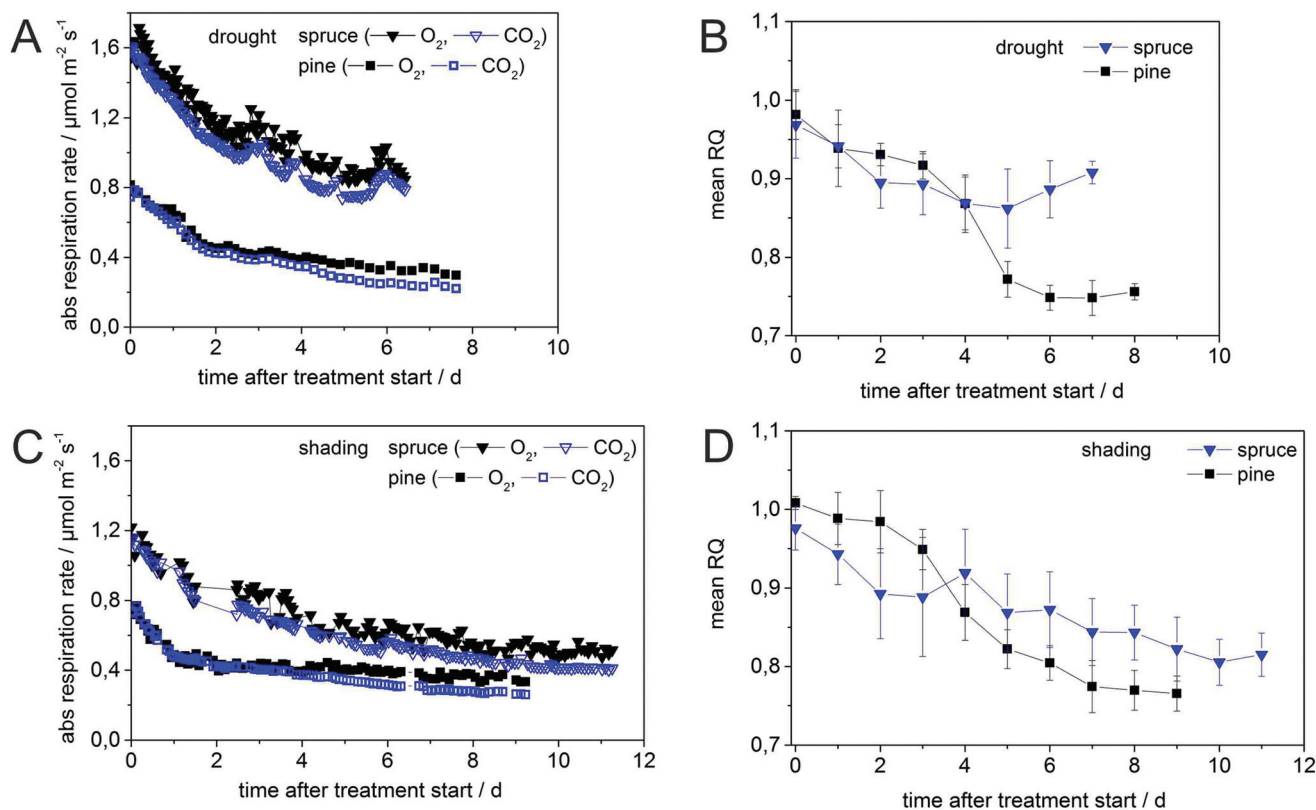 A
drought spruce (▼ O₂, ▽ CO₂)
pine (■ O₂, □ CO₂)
abs respiration rate / µmol m⁻² s⁻¹
1,6
1,2
0,8
0,4
0,0
0 2 4 6 8 10
time after treatment start / d
B
drought spruce
pine
mean RQ
1,1
1,0
0,9
0,8
0,7
0 2 4 6 8 10
time after treatment start / d
C
shading spruce (▼ O₂, ▽ CO₂)
pine (■ O₂, □ CO₂)
abs respiration rate / µmol m⁻² s⁻¹
1,6
1,2
0,8
0,4
0,0
0 2 4 6 8 10 12
time after treatment start / d
D
shading spruce
pine
mean RQ
1,1
1,0
0,9
0,8
0,7
0 2 4 6 8 10 12
time after treatment start / d